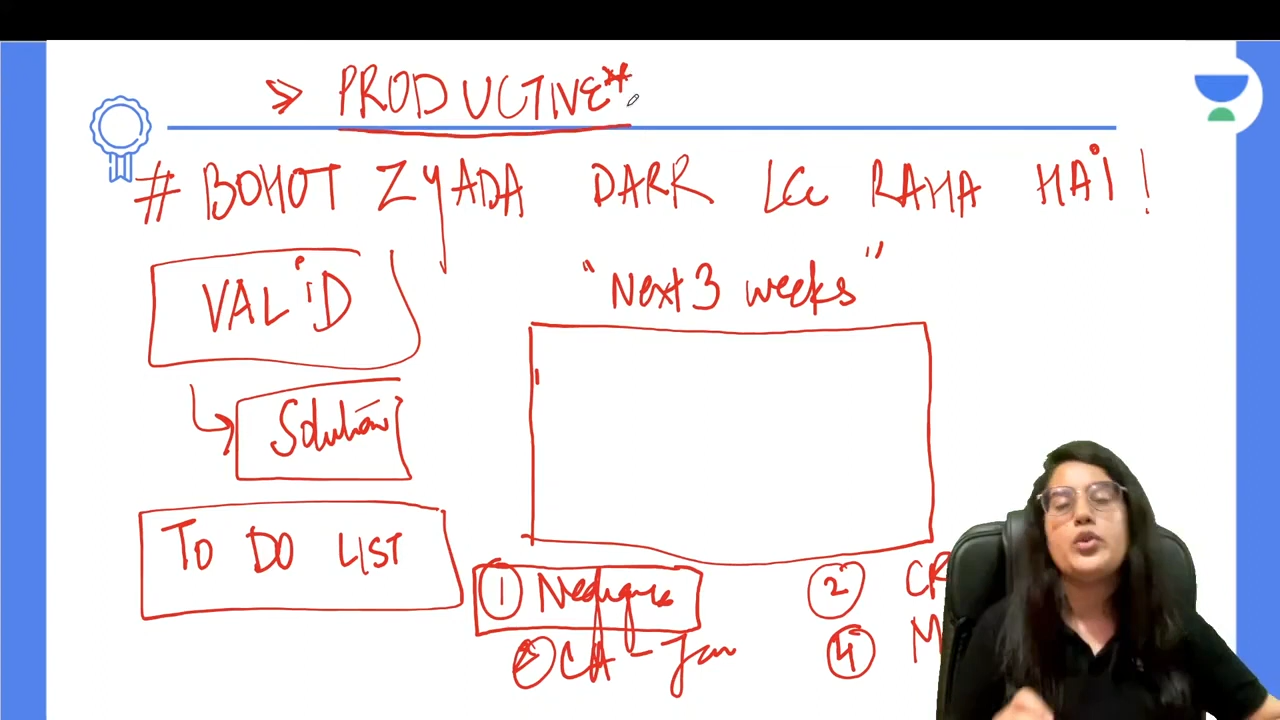 > PRODUCTIVE**
# BOHOT ZYADA DARR LG RAHA HAI!
VALID
"Next 3 weeks"
Solution
TO DO LIST
① Negligence ② CR
CA - Jan ④ M